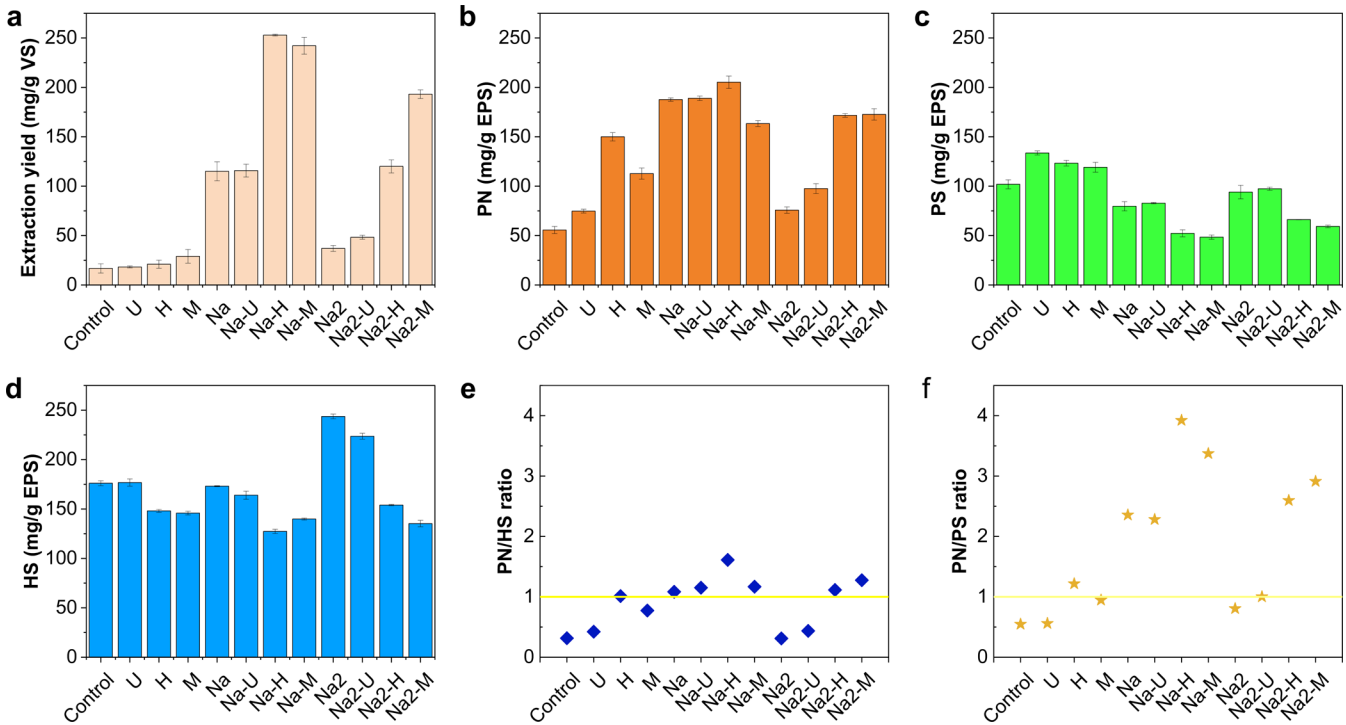 a
Extraction yield (mg/g VS)
250
200
150
100
50
0
Control U H M Na Na-U Na-H Na-M Na2 Na2-U Na2-H Na2-M
b
PN (mg/g EPS)
250
200
150
100
50
0
Control U H M Na Na-U Na-H Na-M Na2 Na2-U Na2-H Na2-M
c
PS (mg/g EPS)
250
200
150
100
50
0
Control U H M Na Na-U Na-H Na-M Na2 Na2-U Na2-H Na2-M
d
HS (mg/g EPS)
250
200
150
100
50
0
Control U H M Na Na-U Na-H Na-M Na2 Na2-U Na2-H Na2-M
e
PN/HS ratio
4
3
2
1
0
Control U H M Na Na-U Na-H Na-M Na2 Na2-U Na2-H Na2-M
f
PN/PS ratio
4
3
2
1
0
Control U H M Na Na-U Na-H Na-M Na2 Na2-U Na2-H Na2-M